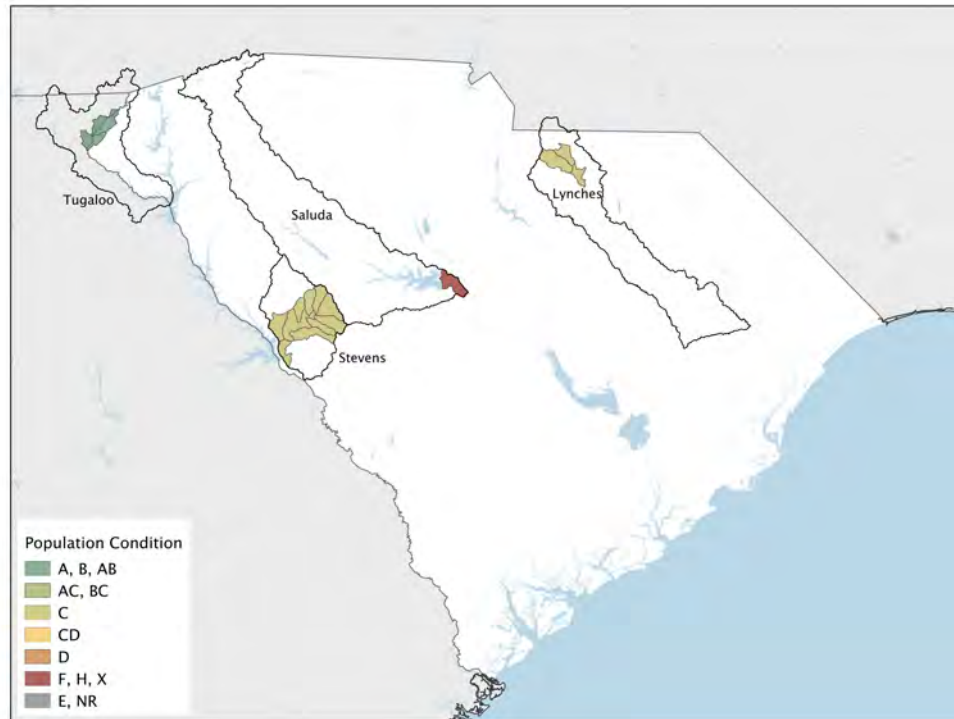 Tugaloo
Saluda
Lynches
Stevens
Population Condition
A, B, AB
AC, BC
C
CD
D
F, H, X
E, NR